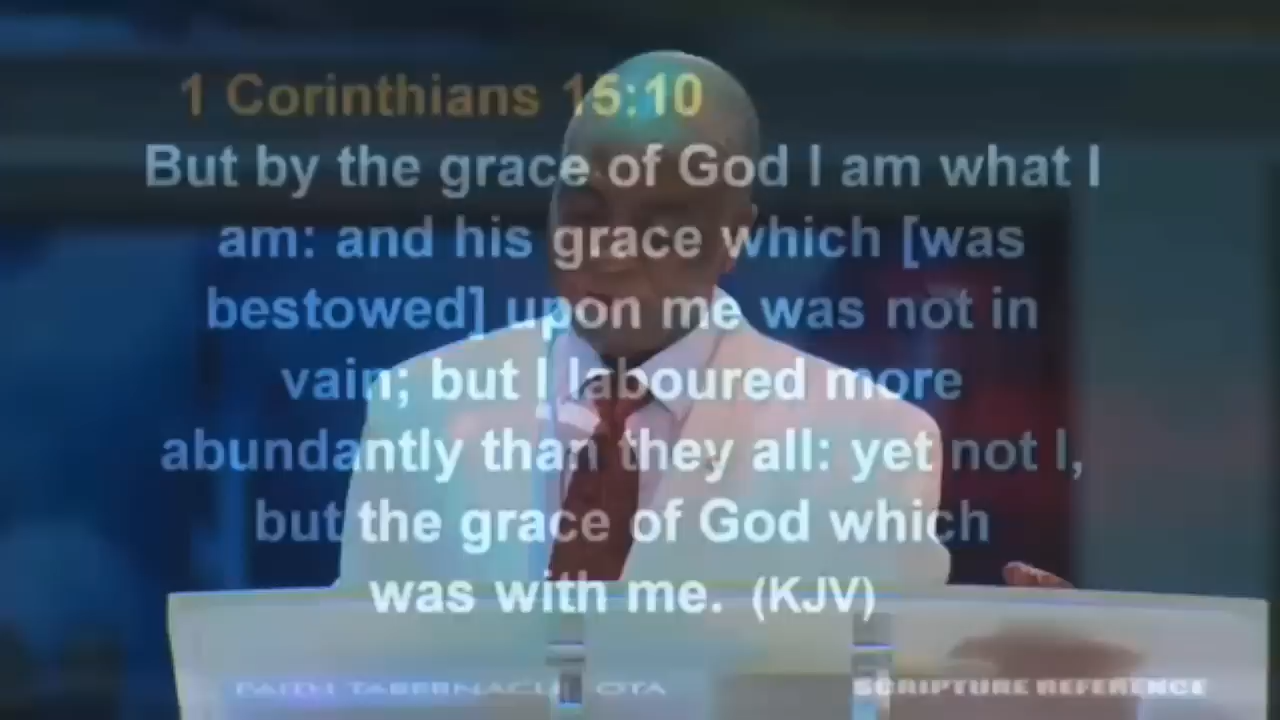 1 Corinthians 15:10
But by the grace of God I am what I
am: and his grace which [was
bestowed] upon me was not in
vain; but I laboured more
abundantly than they all: yet not I,
but the grace of God which
was with me. (KJV)
FAITH TABERNACLE OTA
SCRIPTURE REFERENCE